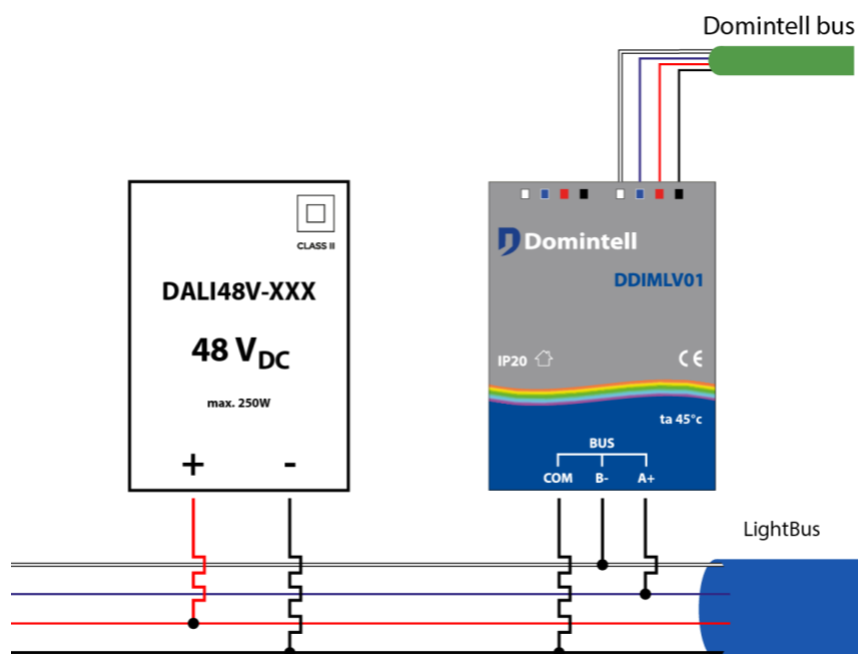 Domintell bus
CLASS II
DALI48V-XXX
48 VDC
max. 250W
+ -
Domintell
DDIMLV01
IP20
CE
ta 45°c
BUS
COM B- A+
LightBus